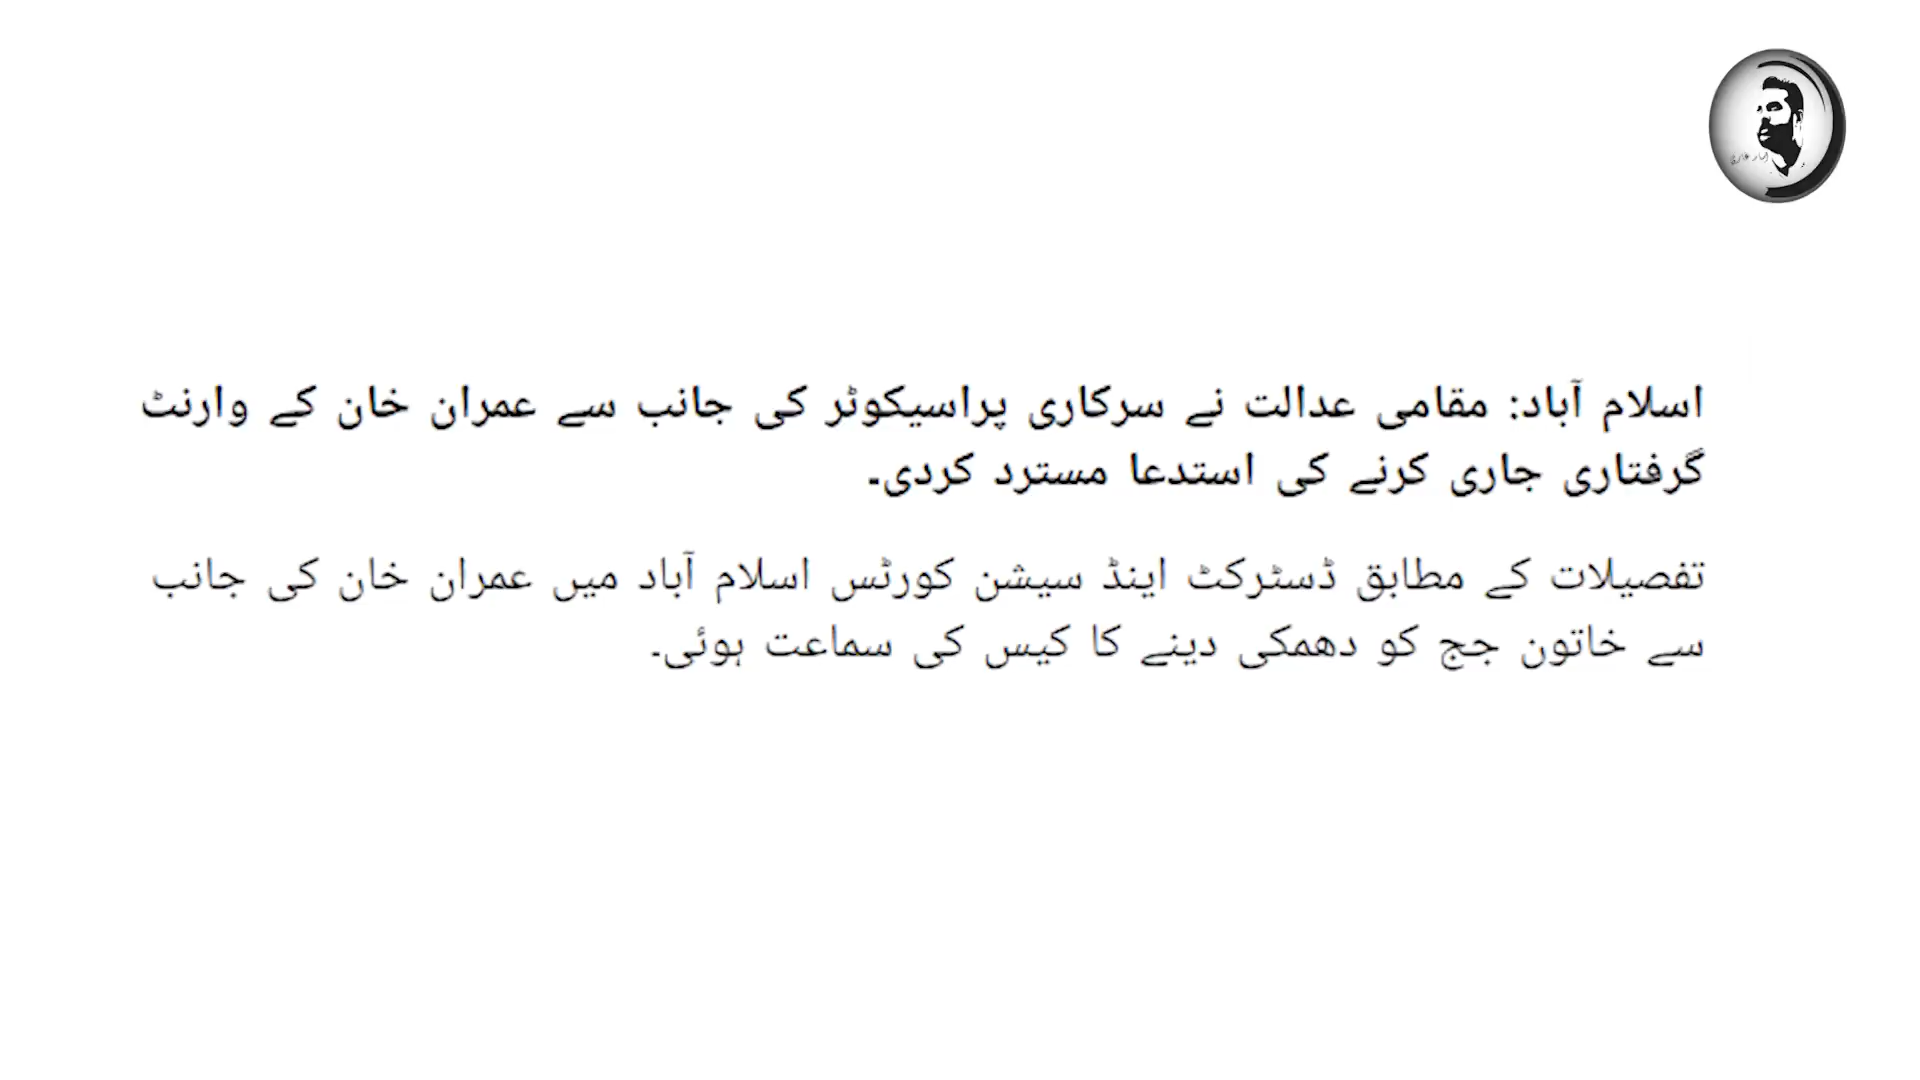 اسلام آباد: مقامی عدالت نے سرکاری پراسیکوٹر کی جانب سے عمران خان کے وارنٹ
گرفتاری جاری کرنے کی استدعا مسترد کردی۔
تفصیلات کے مطابق ڈسٹرکٹ اینڈ سیشن کورٹس اسلام آباد میں عمران خان کی جانب
سے خاتون جج کو دھمکی دینے کا کیس کی سماعت ہوئی۔